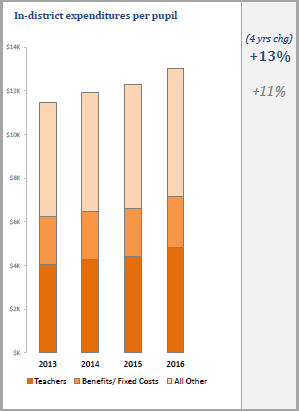 In-district expenditures per pupil
(4 yrs chg)
+13%
+11%
$14K
$12K
$10K
$8K
$6K
$4K
$2K
$K
2013 2014 2015 2016
Teachers Benefits/ Fixed Costs All Other